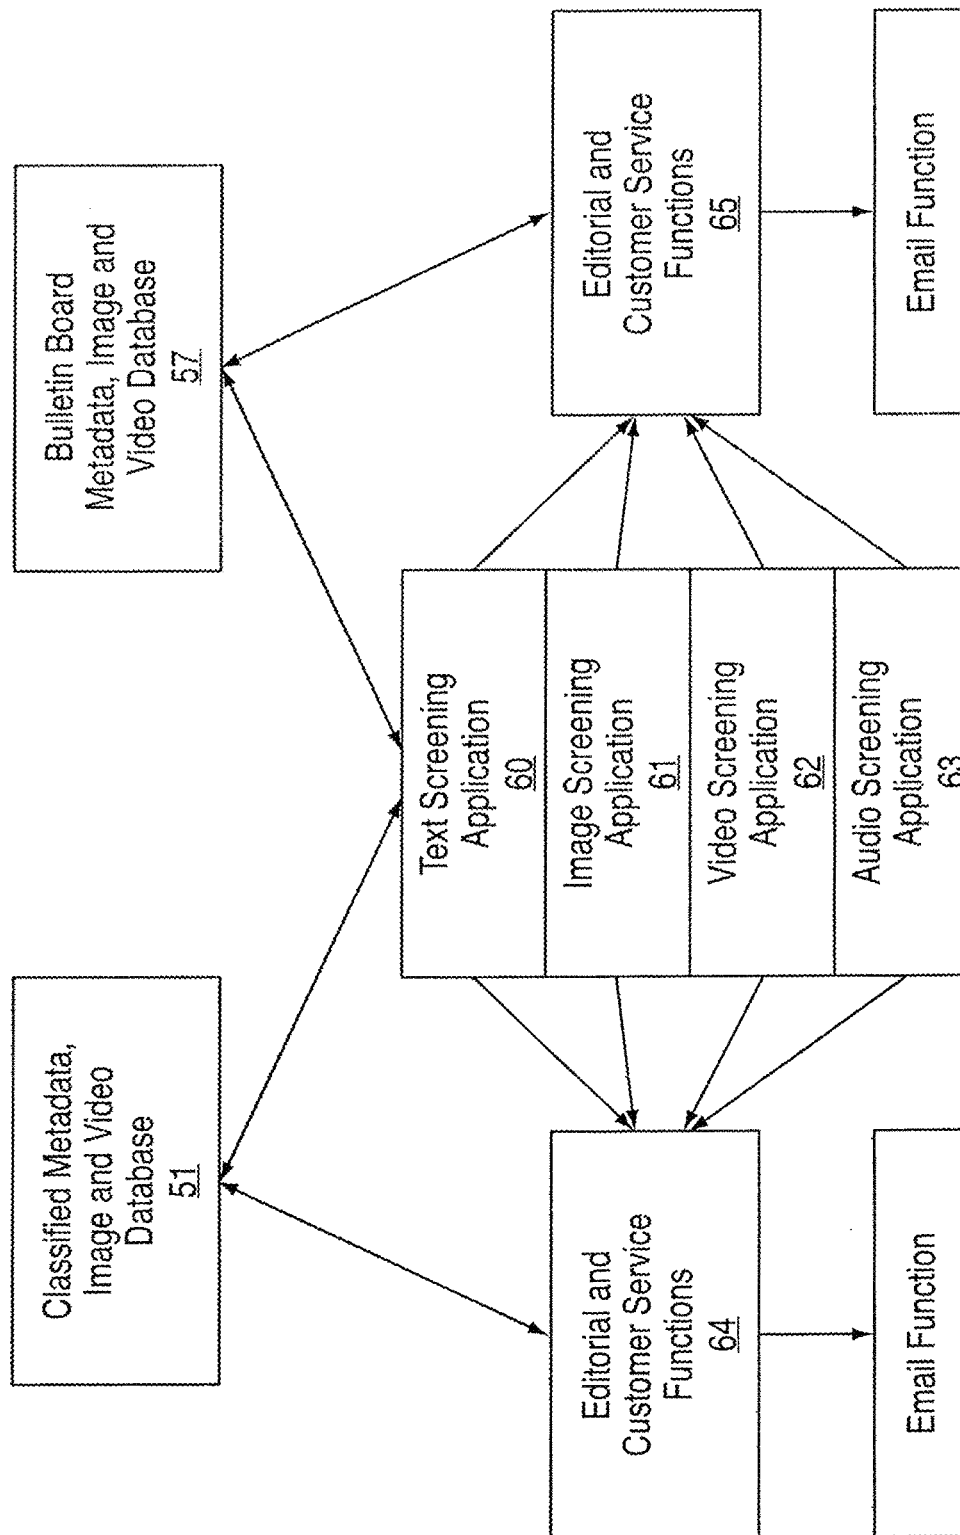 Classified Metadata,
Image and Video
Database
51
Bulletin Board
Metadata, Image and
Video Database
57
Text Screening
Application
60
Image Screening
Application
61
Video Screening
Application
62
Audio Screening
Application
63
Editorial and
Customer Service
Functions
64
Editorial and
Customer Service
Functions
65
Email Function
Email Function